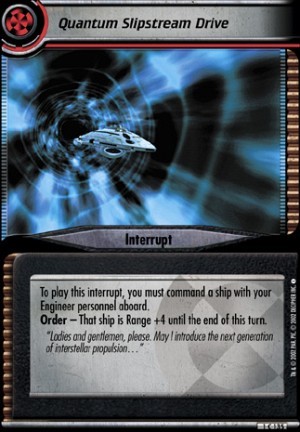 Quantum Slipstream Drive
Interrupt
To play this interrupt, you must command a ship with your
Engineer personnel aboard.
Order – That ship is Range +4 until the end of this turn.
"Ladies and gentlemen, please. May I introduce the next generation
of interstellar propulsion…"